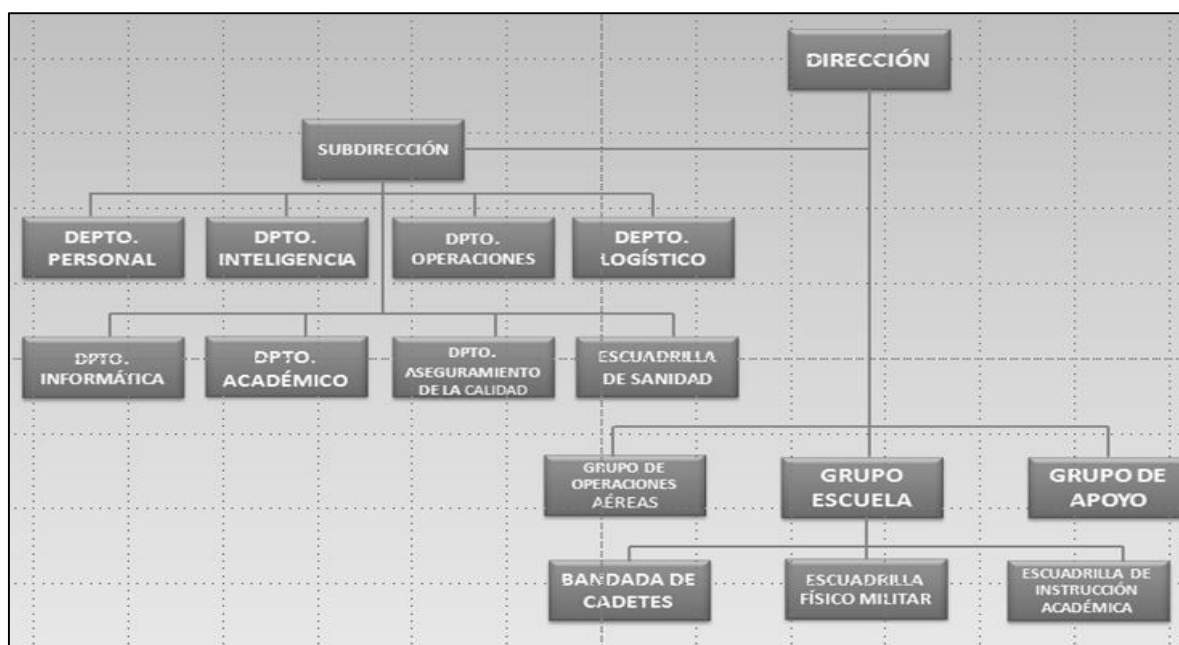 DIRECCIÓN
SUBDIRECCIÓN
DEPTO.
PERSONAL
DPTO.
INTELIGENCIA
DPTO.
OPERACIONES
DEPTO.
LOGÍSTICO
DPTO.
INFORMÁTICA
DPTO.
ACADÉMICO
DPTO.
ASEGURAMIENTO
DE LA CALIDAD
ESCUADRILLA
DE SANIDAD
GRUPO DE
OPERACIONES
AÉREAS
GRUPO
ESCUELA
GRUPO DE
APOYO
BANDADA DE
CADETES
ESCUADRILLA
FÍSICO MILITAR
ESCUADRILLA DE
INSTRUCCIÓN
ACADÉMICA